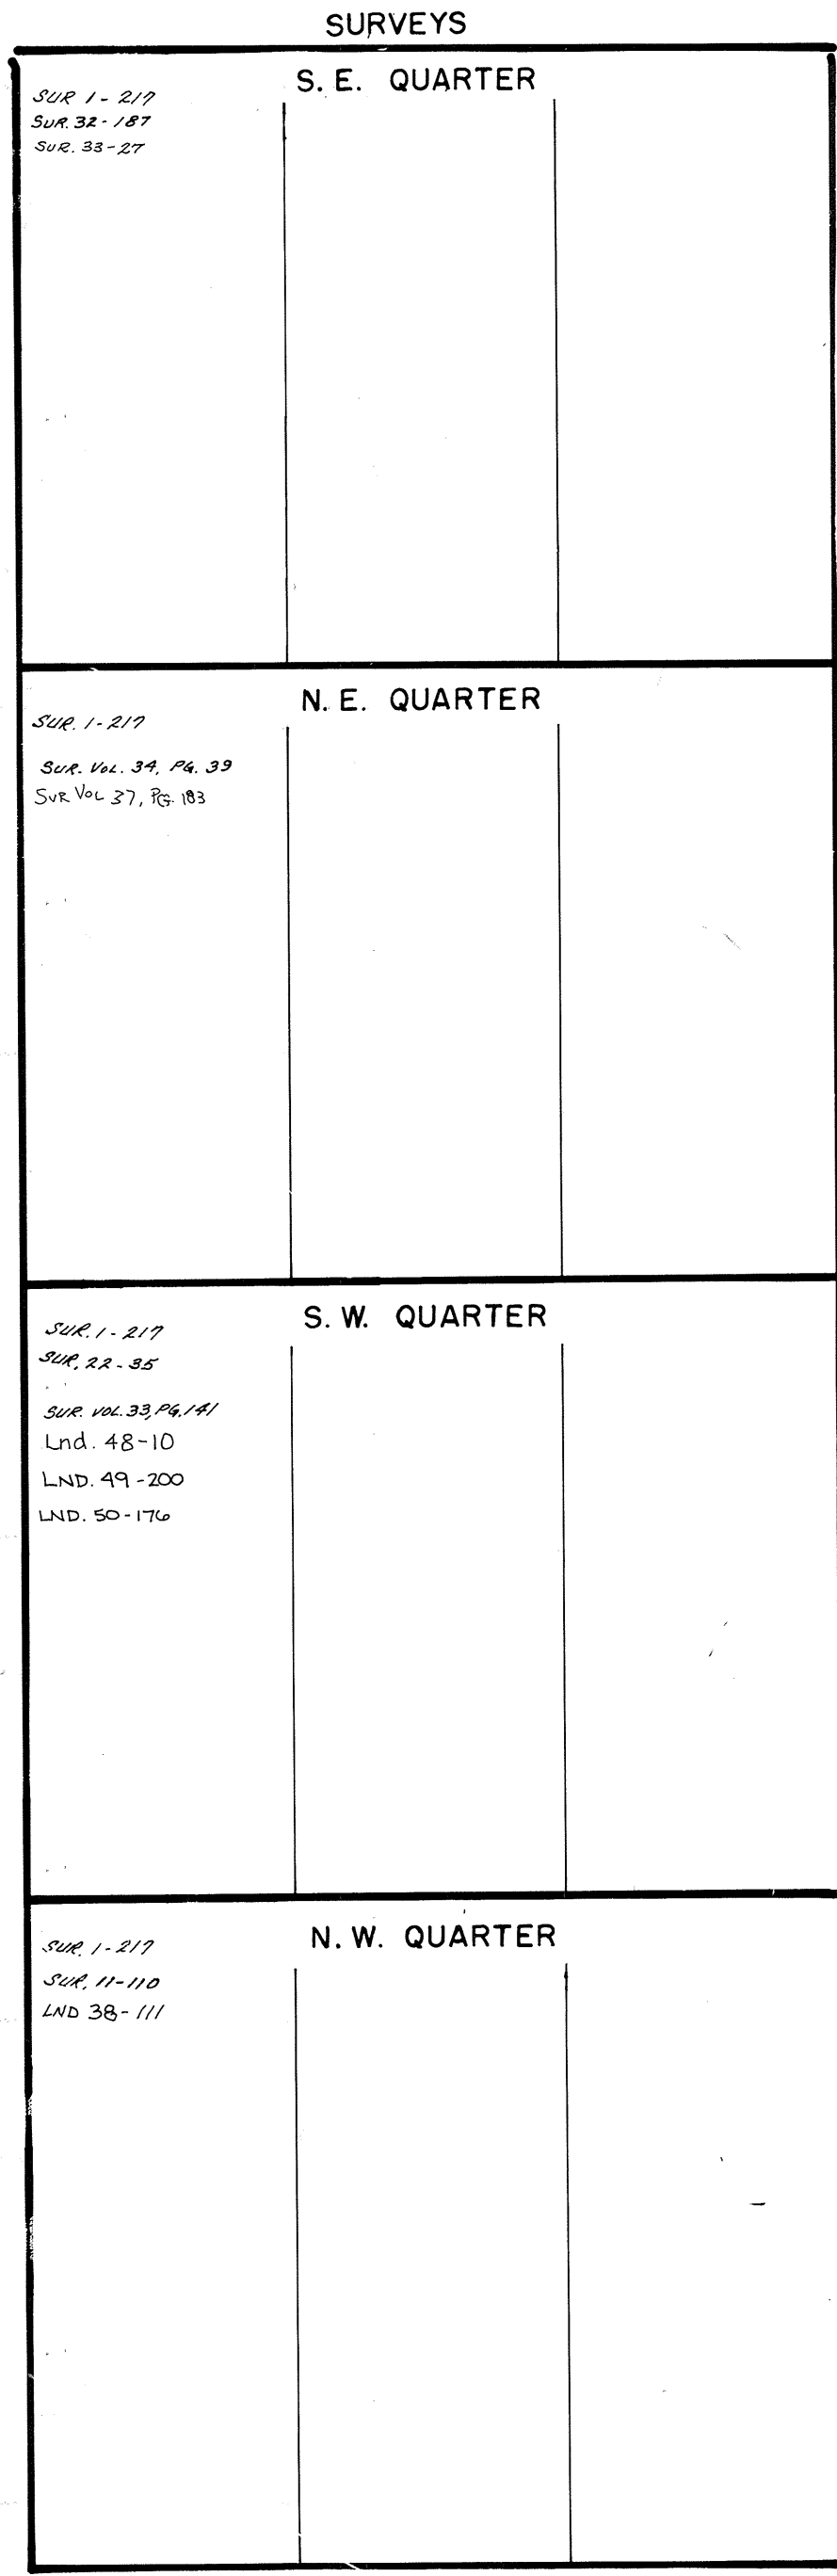 SURVEYS
S. E. QUARTER
SUR 1 - 217
SUR. 32 - 187
SUR. 33 - 27
N. E. QUARTER
SUR. 1 - 217
SUR. VOL. 34, PG. 39
SUR VOL 37, PG. 183
S. W. QUARTER
SUR. 1 - 217
SUR. 22 - 35
SUR. VOL. 33, PG. 141
Lnd. 48-10
LND. 49-200
LND. 50-176
N. W. QUARTER
SUR. 1 - 217
SUR. 11-110
LND 38-111